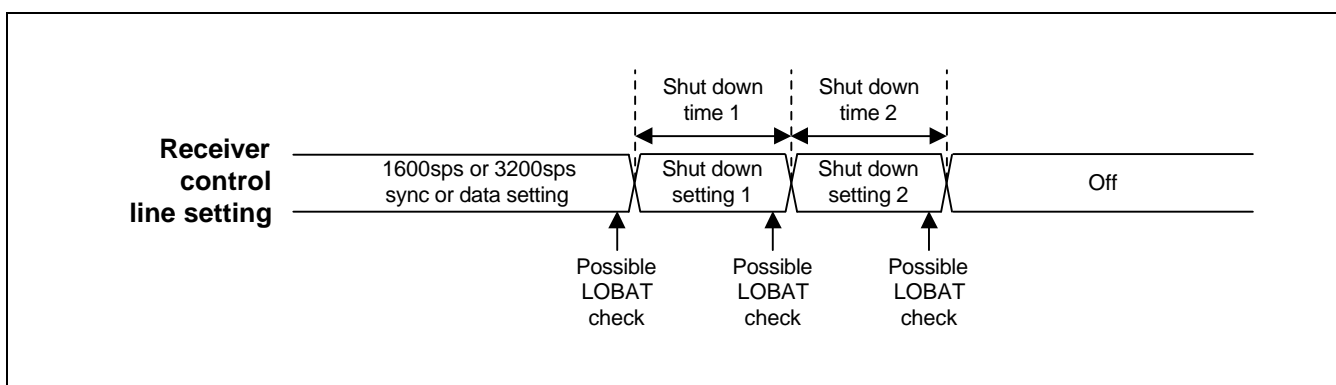 Shut down
time 1
Shut down
time 2
Receiver
control
line setting
1600sps or 3200sps
sync or data setting
Shut down
setting 1
Shut down
setting 2
Off
Possible
LOBAT
check
Possible
LOBAT
check
Possible
LOBAT
check